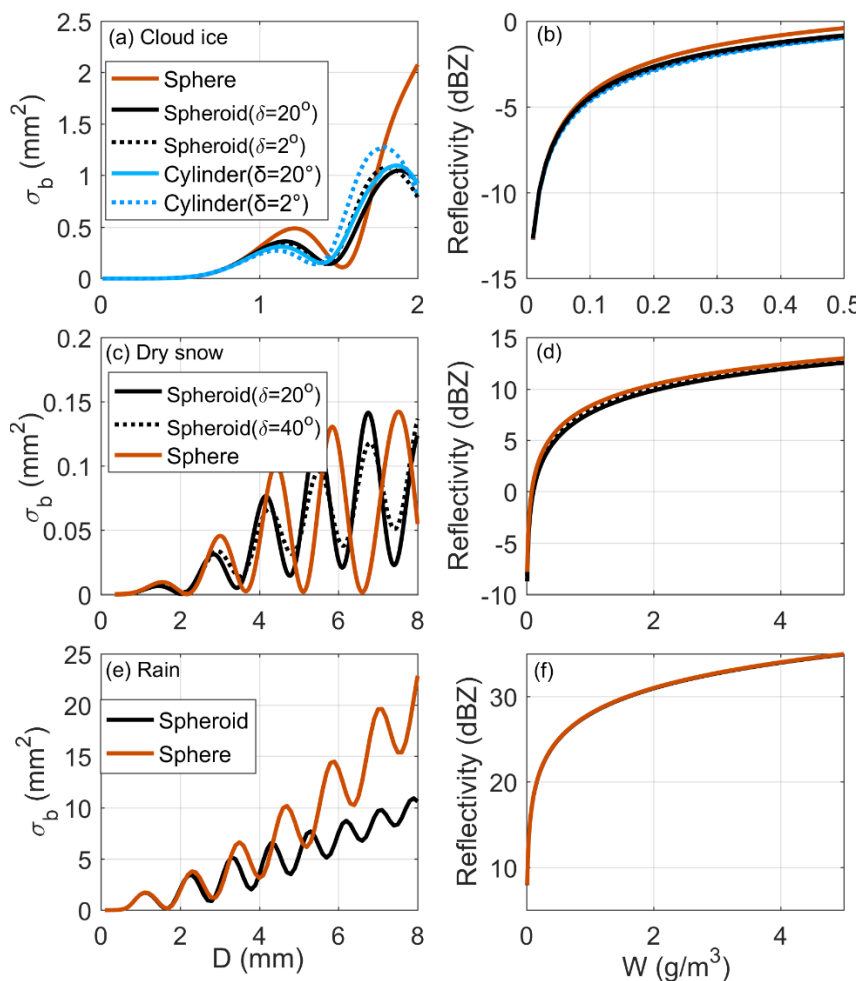 (a) Cloud ice
Sphere
Spheroid(δ=20°)
Spheroid(δ=2°)
Cylinder(δ=20°)
Cylinder(δ=2°)
σb (mm²)
2.5
2
1.5
1
0.5
0
0 1 2
(b)
Reflectivity (dBZ)
0
-5
-10
-15
0 0.1 0.2 0.3 0.4 0.5
(c) Dry snow
Spheroid(δ=20°)
Spheroid(δ=40°)
Sphere
σb (mm²)
0.2
0.15
0.1
0.05
0
0 2 4 6 8
(d)
Reflectivity (dBZ)
15
10
5
0
-5
-10
0 2 4
(e) Rain
Spheroid
Sphere
σb (mm²)
25
20
15
10
5
0
0 2 4 6 8
D (mm)
(f)
Reflectivity (dBZ)
30
20
10
0 2 4
W (g/m³)